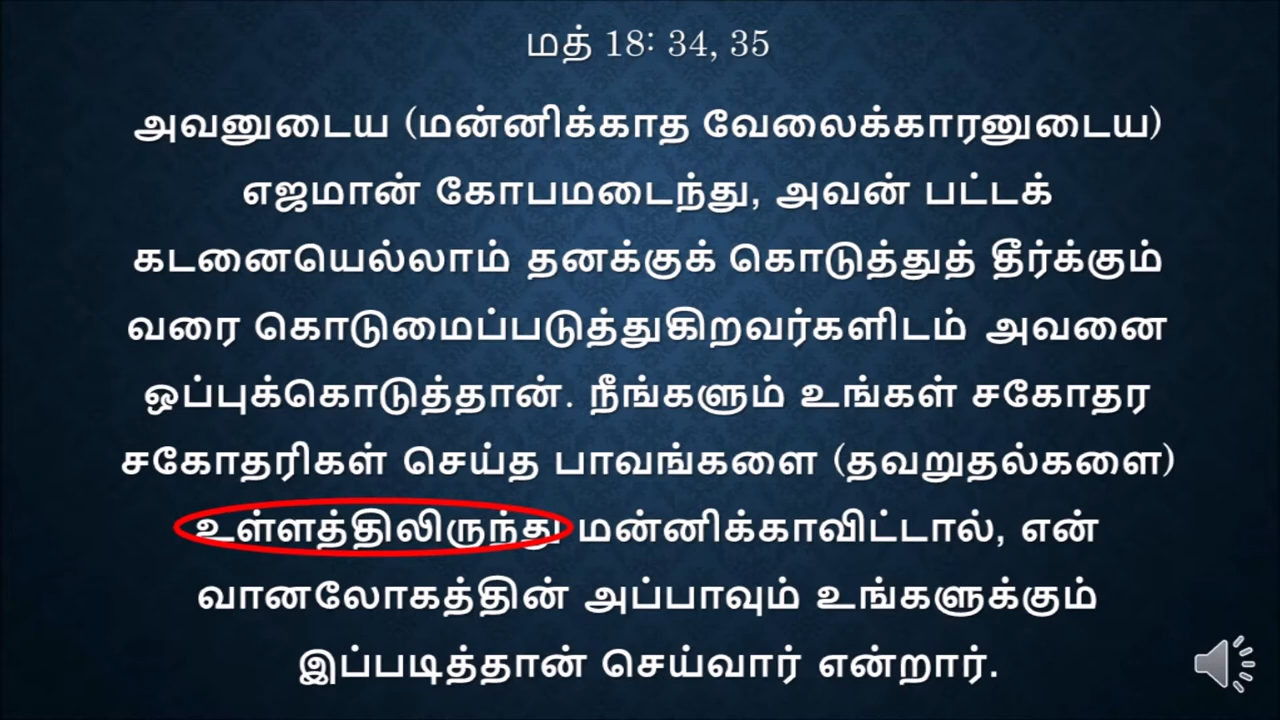 மத் 18: 34, 35
அவனுடைய (மன்னிக்காத வேலைக்காரனுடைய)
எஜமான் கோபமடைந்து, அவன் பட்டக்
கடனையெல்லாம் தனக்குக் கொடுத்துத் தீர்க்கும்
வரை கொடுமைப்படுத்துகிறவர்களிடம் அவனை
ஒப்புக்கொடுத்தான். நீங்களும் உங்கள் சகோதர
சகோதரிகள் செய்த பாவங்களை (தவறுதல்களை)
உள்ளத்திலிருந்து மன்னிக்காவிட்டால், என்
வானலோகத்தின் அப்பாவும் உங்களுக்கும்
இப்படித்தான் செய்வார் என்றார்.